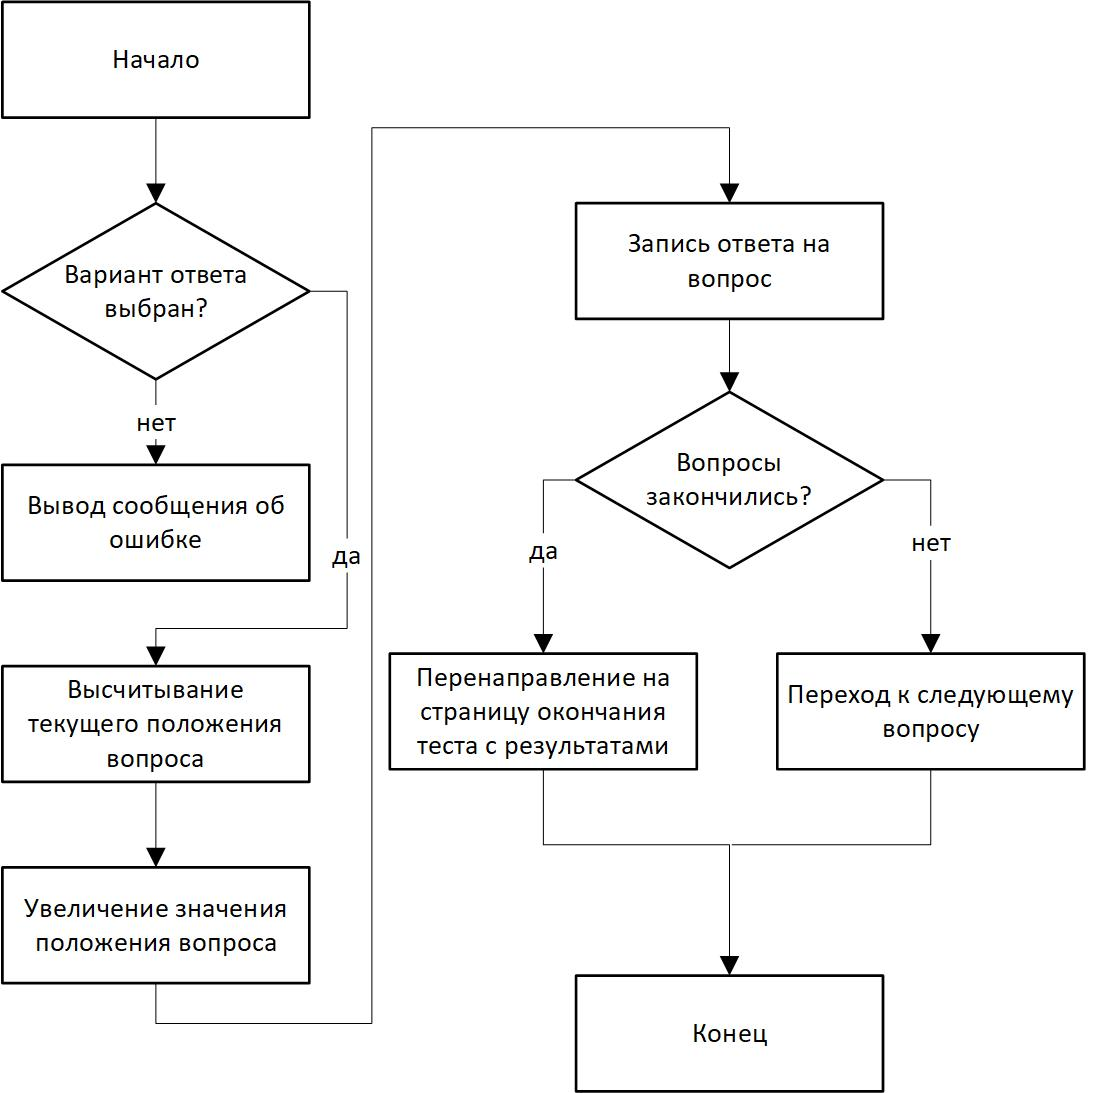 Начало
Вариант ответа
выбран?
нет
Вывод сообщения об
ошибке
да
Высчитывание
текущего положения
вопроса
Увеличение значения
положения вопроса
Запись ответа на
вопрос
Вопросы
закончились?
да
нет
Перенаправление на
страницу окончания
теста с результатами
Переход к следующему
вопросу
Конец